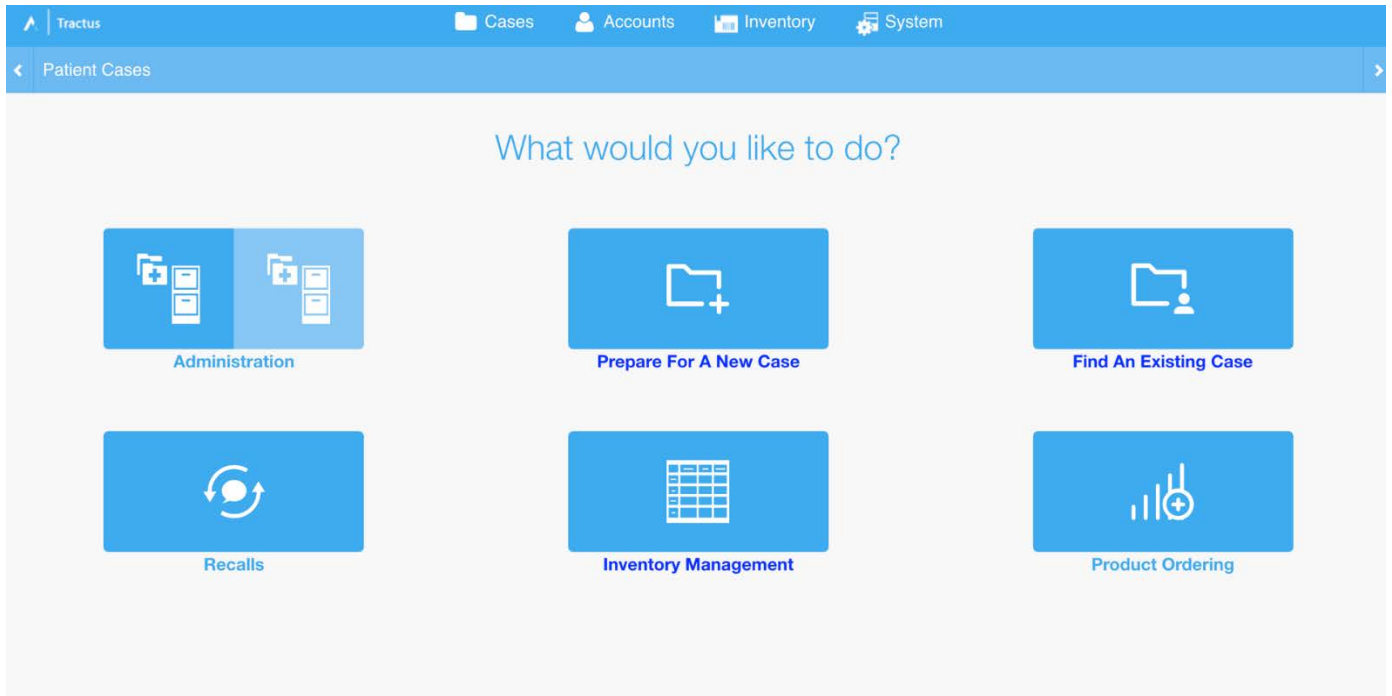 Tractus
Cases Accounts Inventory System
Patient Cases
What would you like to do?
Administration
Prepare For A New Case
Find An Existing Case
Recalls
Inventory Management
Product Ordering